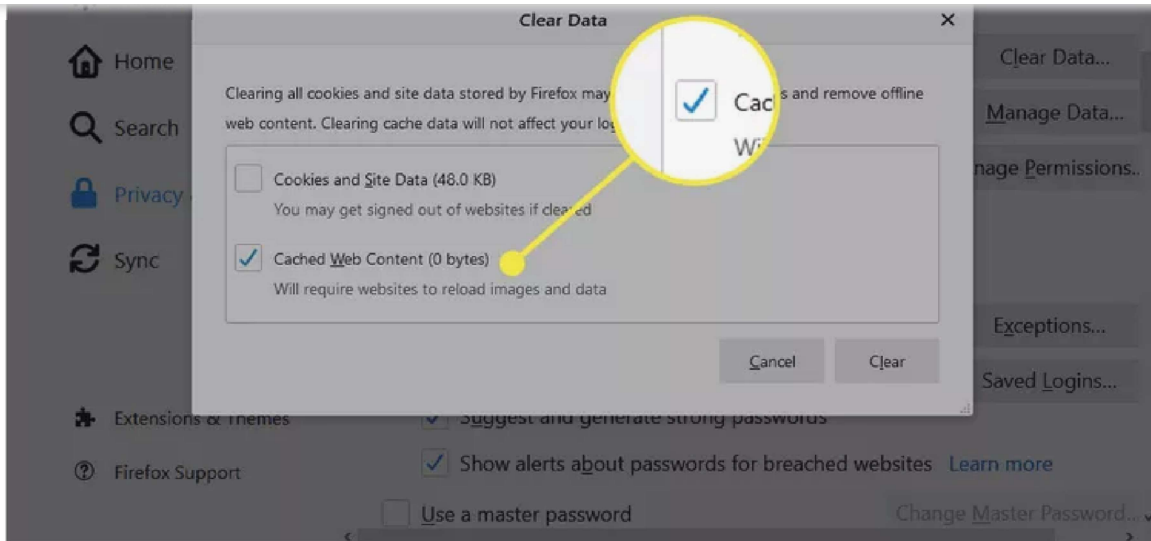 Clear Data
Home
Search
Privacy
Sync
Extensions & Themes
Firefox Support
Clearing all cookies and site data stored by Firefox may s and remove offline
web content. Clearing cache data will not affect your
Cookies and Site Data (48.0 KB)
You may get signed out of websites if cleared
Cached Web Content (0 bytes)
Will require websites to reload images and data
Cancel
Clear
Clear Data...
Manage Data...
Permissions..
Exceptions...
Saved Logins...
Suggest and generate strong passwords
Show alerts about passwords for breached websites Learn more
Use a master password
Change Master Password...